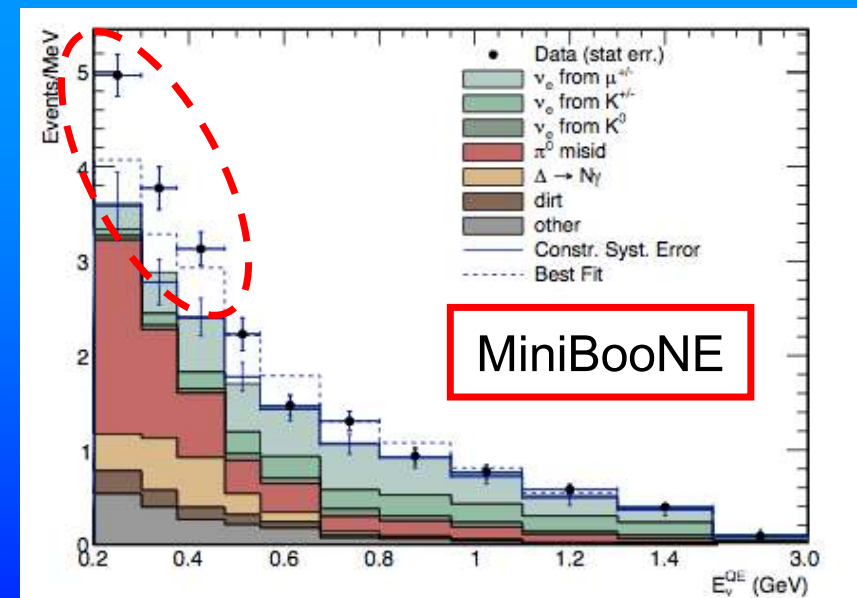 Events/MeV
5
4
3
2
1
0
Data (stat err.)
νe from μ+/-
νe from K+/-
νe from K0
π0 misid
Δ → Nγ
dirt
other
Constr. Syst. Error
Best Fit
MiniBooNE
0.2 0.4 0.6 0.8 1 1.2 1.4 3.0
EνQE (GeV)